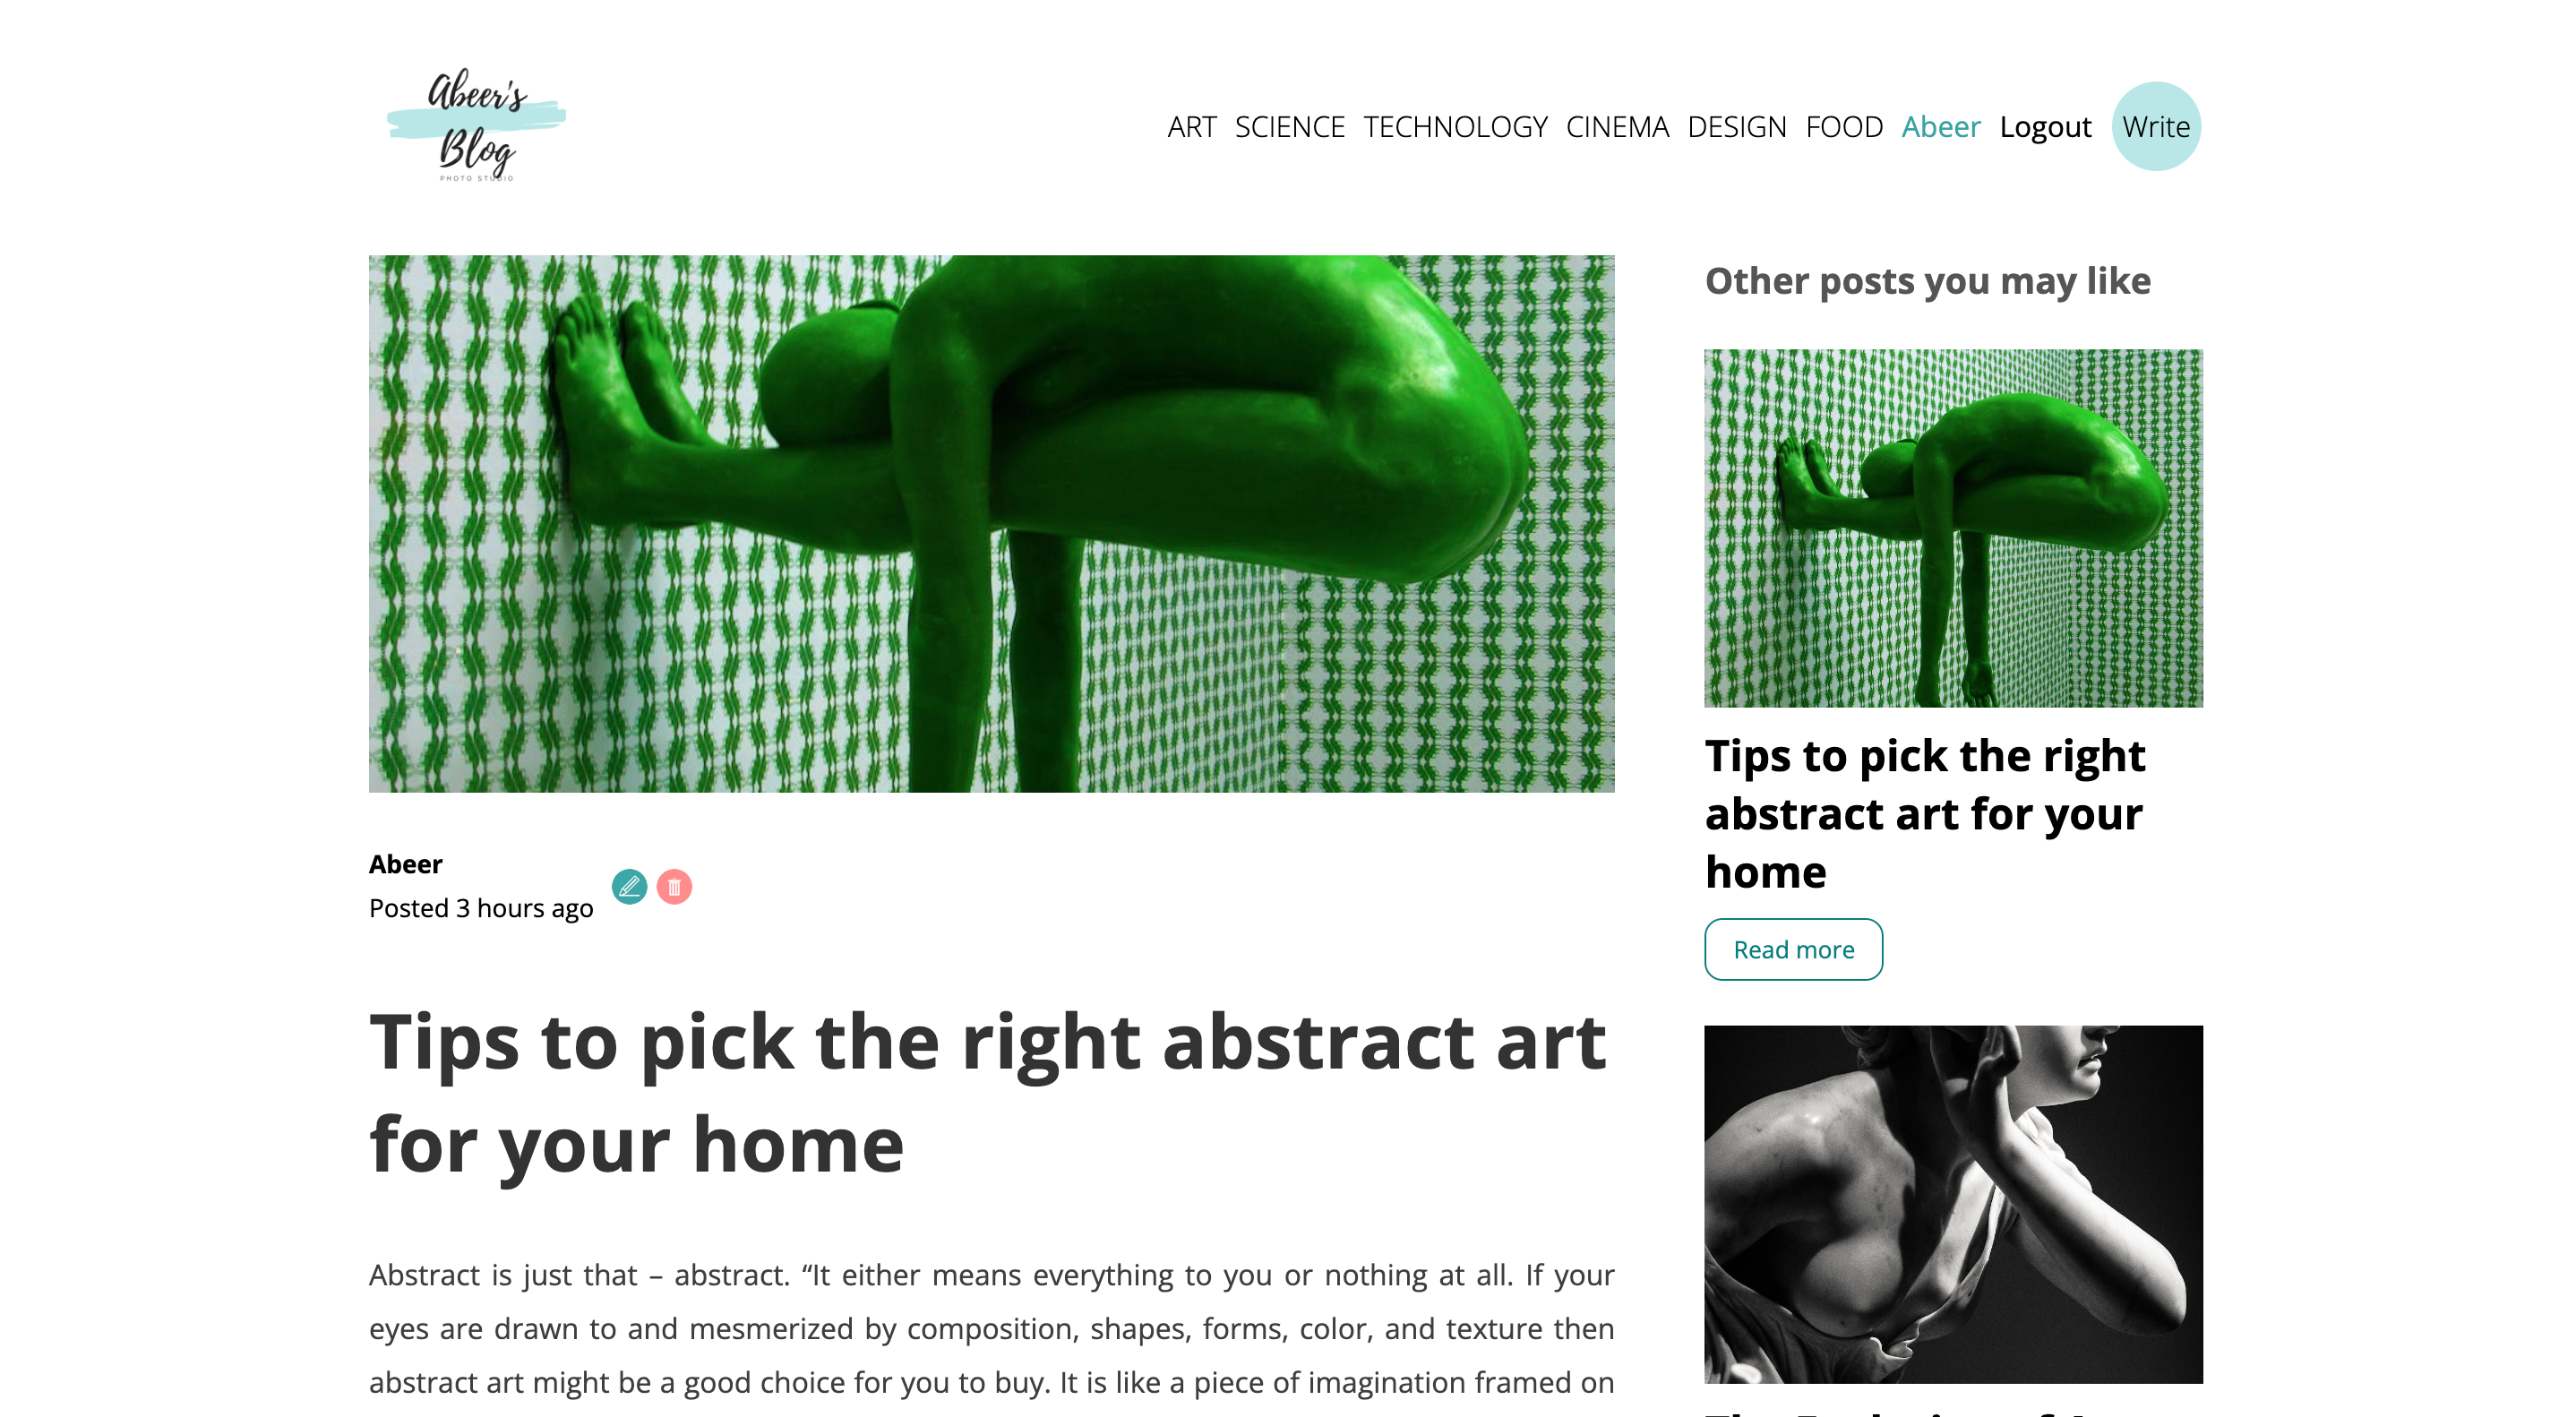 Abeer's
Blog
PHOTO STUDIO
ART SCIENCE TECHNOLOGY CINEMA DESIGN FOOD Abeer Logout Write
Abeer
Posted 3 hours ago
Tips to pick the right abstract art
for your home
Abstract is just that – abstract. “It either means everything to you or nothing at all. If your
eyes are drawn to and mesmerized by composition, shapes, forms, color, and texture then
abstract art might be a good choice for you to buy. It is like a piece of imagination framed on
Other posts you may like
Tips to pick the right
abstract art for your
home
Read more